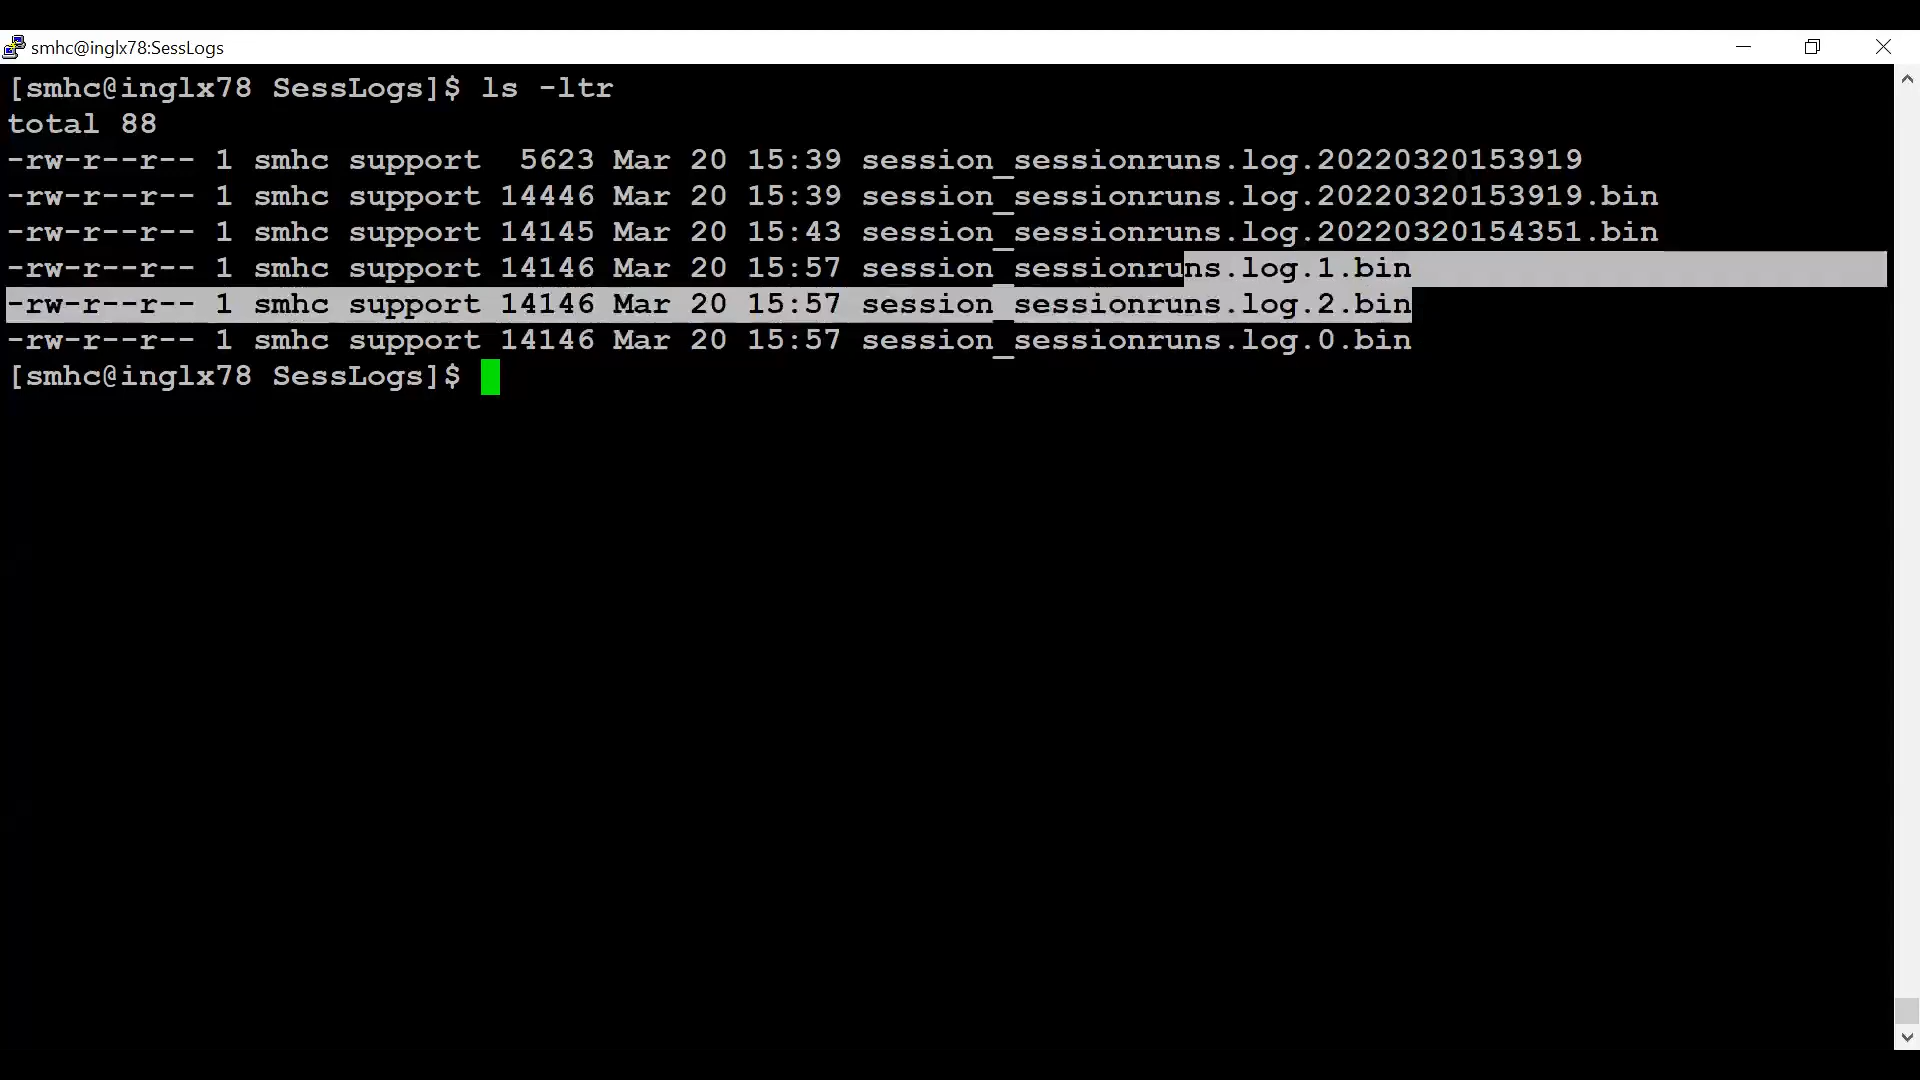 smhc@inglx78:SessLogs
[smhc@inglx78 SessLogs]$ ls -ltr
total 88
-rw-r--r-- 1 smhc support  5623 Mar 20 15:39 session_sessionruns.log.20220320153919
-rw-r--r-- 1 smhc support 14446 Mar 20 15:39 session_sessionruns.log.20220320153919.bin
-rw-r--r-- 1 smhc support 14145 Mar 20 15:43 session_sessionruns.log.20220320154351.bin
-rw-r--r-- 1 smhc support 14146 Mar 20 15:57 session_sessionruns.log.1.bin
-rw-r--r-- 1 smhc support 14146 Mar 20 15:57 session_sessionruns.log.2.bin
-rw-r--r-- 1 smhc support 14146 Mar 20 15:57 session_sessionruns.log.0.bin
[smhc@inglx78 SessLogs]$